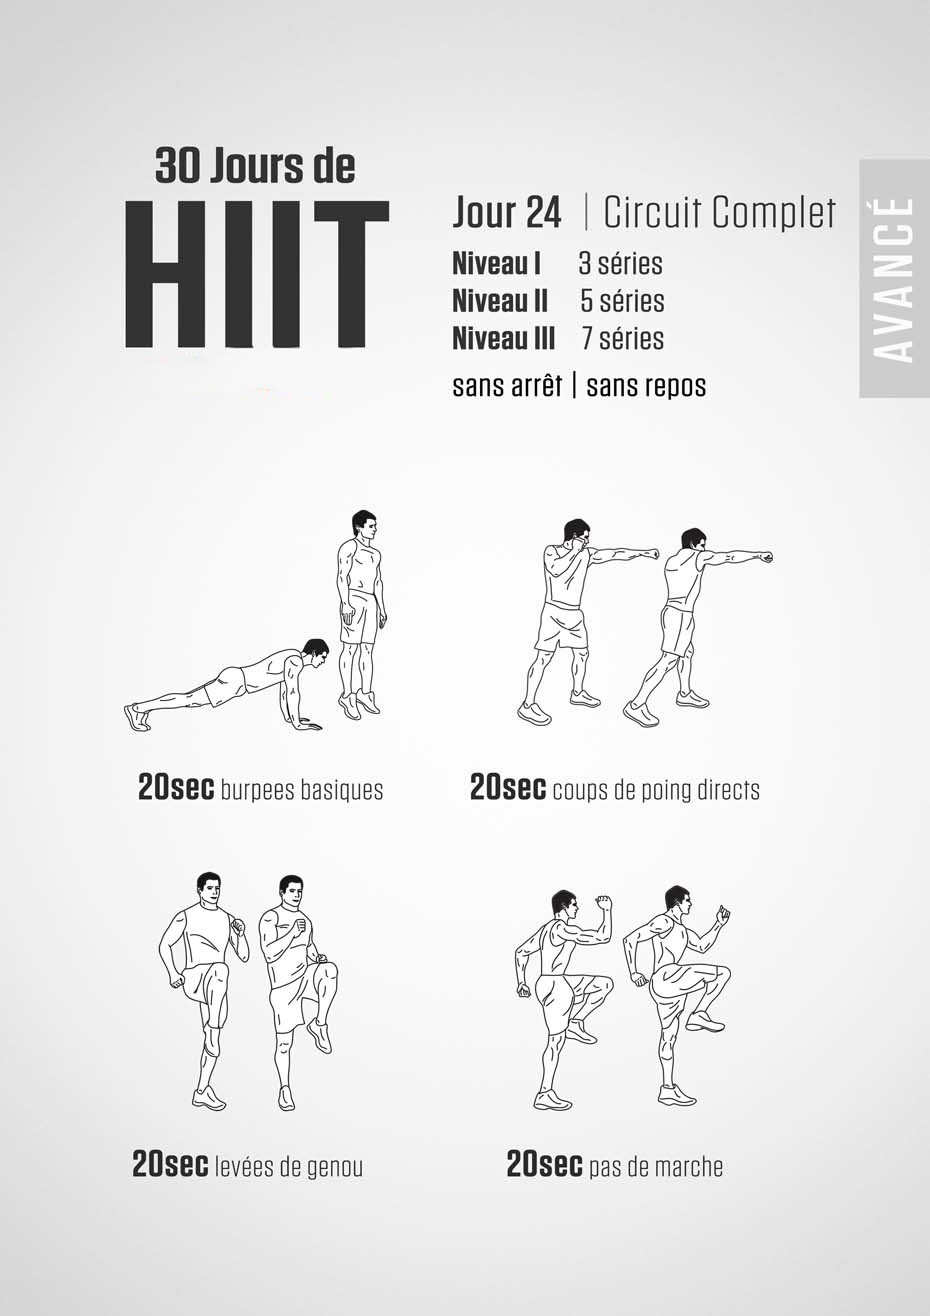 30 Jours de
HIIT
Jour 24 | Circuit Complet
Niveau I 3 séries
Niveau II 5 séries
Niveau III 7 séries
sans arrêt | sans repos
AVANCÉ
20sec burpees basiques
20sec coups de poing directs
20sec levées de genou
20sec pas de marche